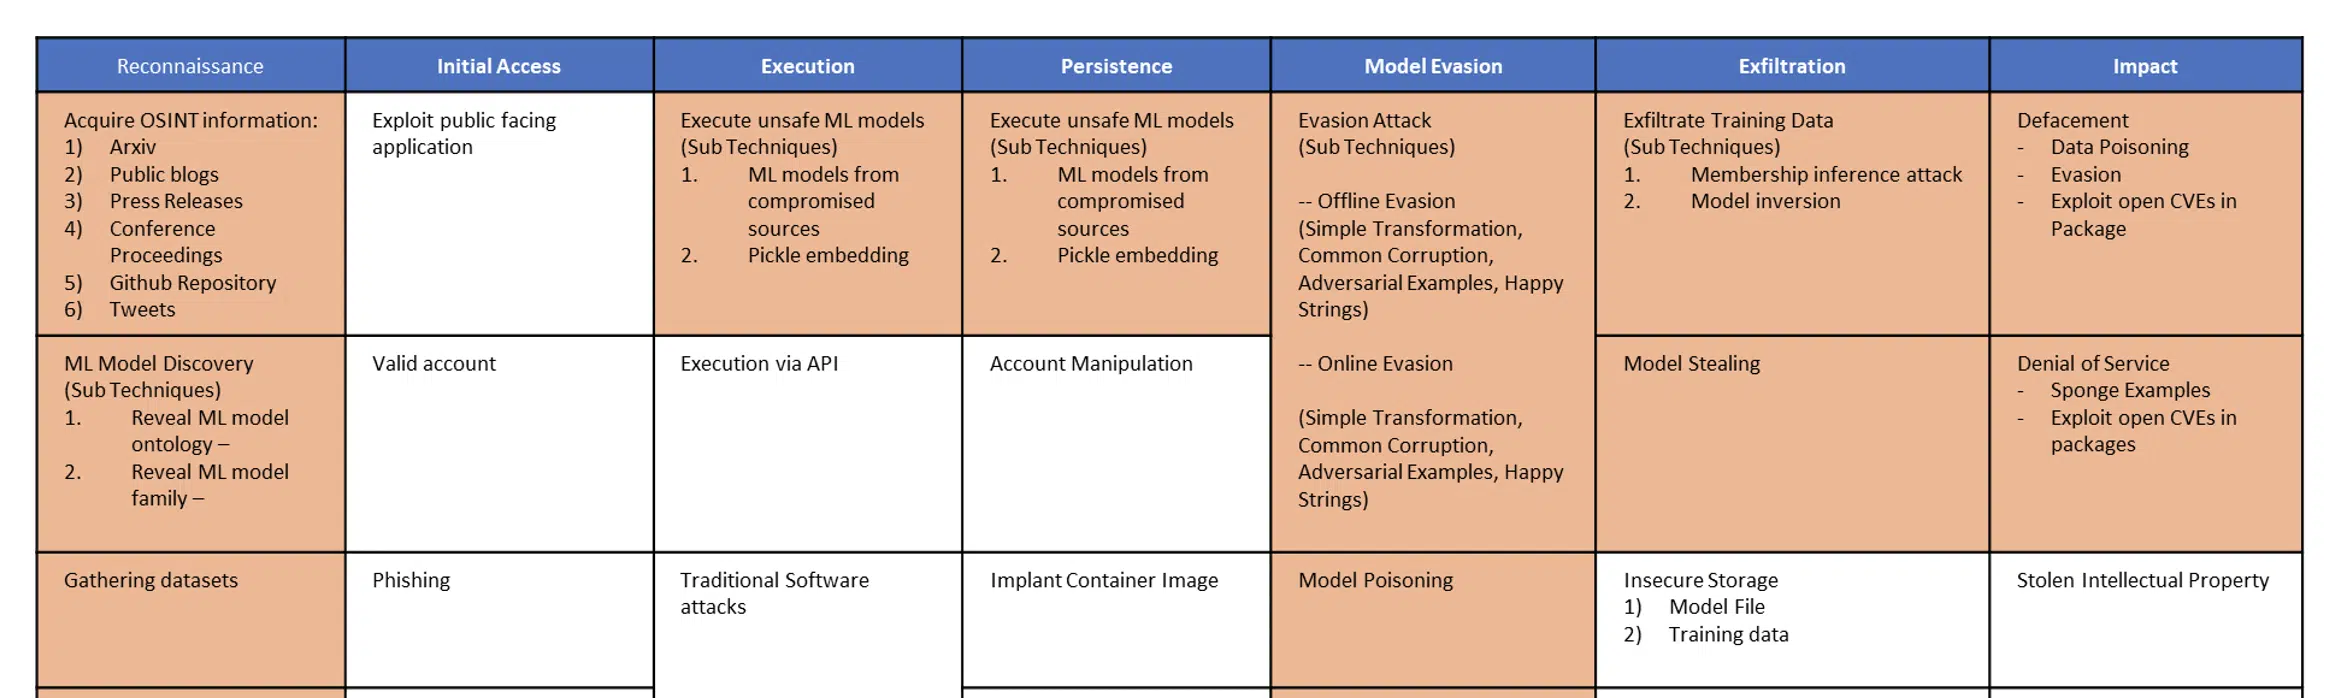 Reconnaissance
Initial Access
Execution
Persistence
Model Evasion
Exfiltration
Impact
Acquire OSINT information:
1) Arxiv
2) Public blogs
3) Press Releases
4) Conference
Proceedings
5) Github Repository
6) Tweets
Exploit public facing
application
Execute unsafe ML models
(Sub Techniques)
1. ML models from
compromised
sources
2. Pickle embedding
Execute unsafe ML models
(Sub Techniques)
1. ML models from
compromised
sources
2. Pickle embedding
Evasion Attack
(Sub Techniques)
-- Offline Evasion
(Simple Transformation,
Common Corruption,
Adversarial Examples, Happy
Strings)
-- Online Evasion
(Simple Transformation,
Common Corruption,
Adversarial Examples, Happy
Strings)
Exfiltrate Training Data
(Sub Techniques)
1. Membership inference attack
2. Model inversion
Defacement
- Data Poisoning
- Evasion
- Exploit open CVEs in
Package
ML Model Discovery
(Sub Techniques)
1. Reveal ML model
ontology –
2. Reveal ML model
family –
Valid account
Execution via API
Account Manipulation
Model Stealing
Denial of Service
- Sponge Examples
- Exploit open CVEs in
packages
Gathering datasets
Phishing
Traditional Software
attacks
Implant Container Image
Model Poisoning
Insecure Storage
1) Model File
2) Training data
Stolen Intellectual Property